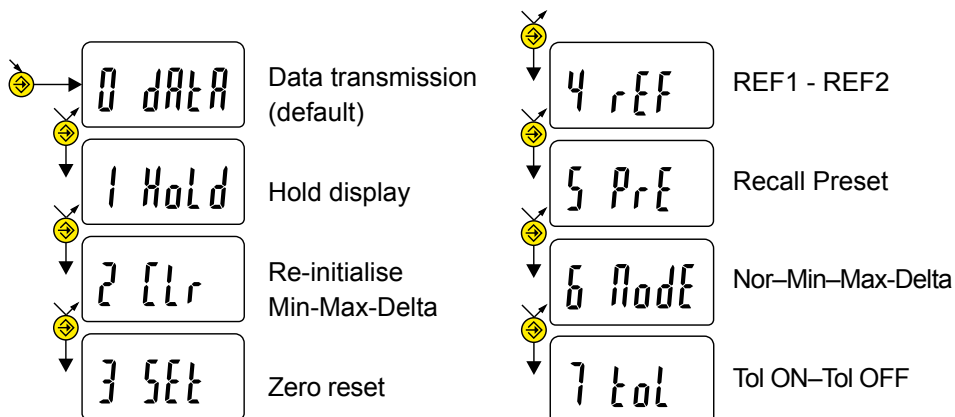 0 dAtA
Data transmission
(default)
1 HoLd
Hold display
2 CLr
Re-initialise
Min-Max-Delta
3 SEt
Zero reset
4 rEF
REF1 - REF2
5 PrE
Recall Preset
6 ModE
Nor–Min–Max-Delta
7 toL
Tol ON–Tol OFF